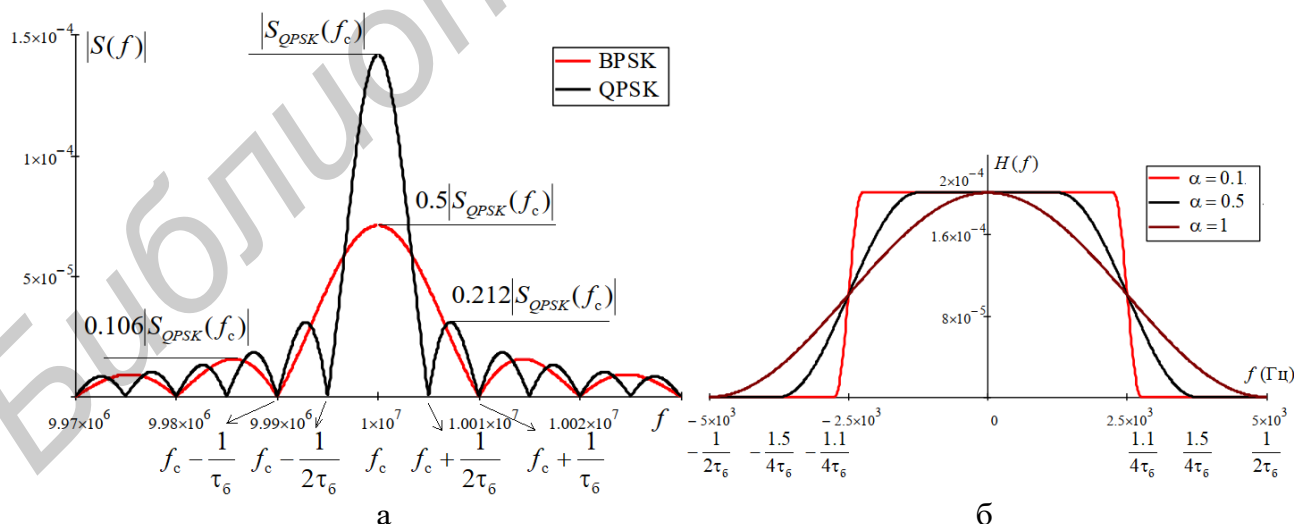 Библиот
1.5×10⁻⁴
|S(f)|
|S_QPSK(f_c)|
BPSK
QPSK
1×10⁻⁴
0.5|S_QPSK(f_c)|
5×10⁻⁵
0.212|S_QPSK(f_c)|
0.106|S_QPSK(f_c)|
9.97×10⁶ 9.98×10⁶ 9.99×10⁶ 1×10⁷ 1.001×10⁷ 1.002×10⁷ f
f_c − 1/τ_б f_c − 1/2τ_б f_c f_c + 1/2τ_б f_c + 1/τ_б
а
H(f)
2×10⁻⁴
α = 0.1
α = 0.5
α = 1
1.6×10⁻⁴
8×10⁻⁵
f (Гц)
−5×10³ −2.5×10³ 0 2.5×10³ 5×10³
−1/2τ_б −1.5/4τ_б −1.1/4τ_б 1.1/4τ_б 1.5/4τ_б 1/2τ_б
б